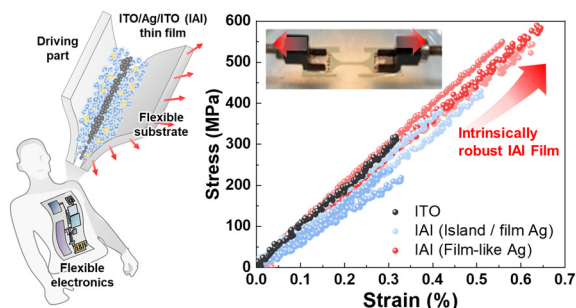 ITO/Ag/ITO (IAI)
thin film
Driving
part
Flexible
substrate
Flexible
electronics
Stress (MPa)
600
500
400
300
200
100
0
Intrinsically
robust IAI Film
ITO
IAI (Island / film Ag)
IAI (Film-like Ag)
0.0 0.1 0.2 0.3 0.4 0.5 0.6 0.7
Strain (%)